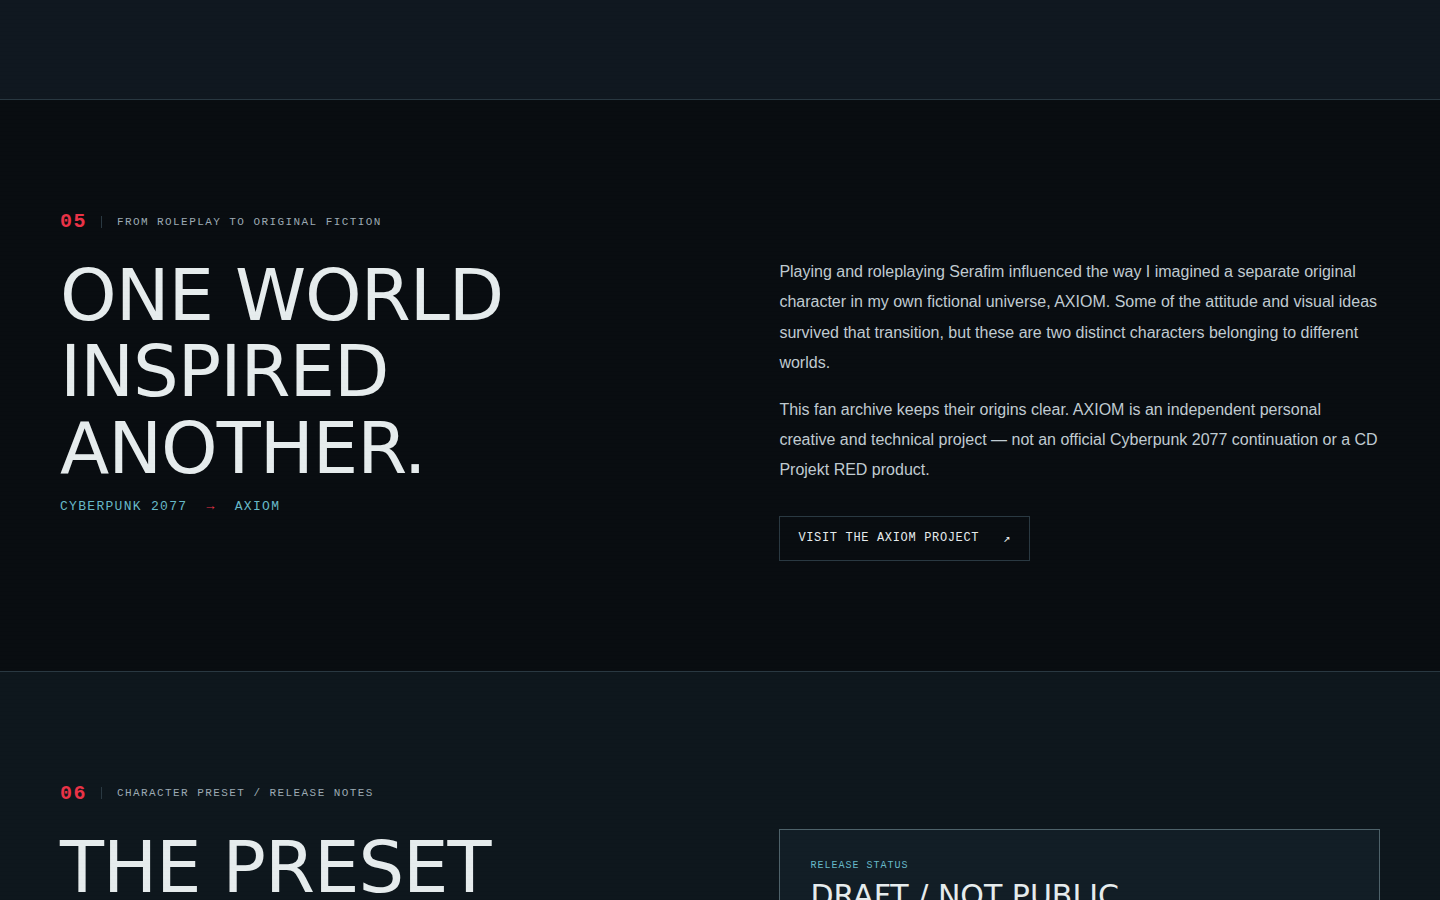 05 FROM ROLEPLAY TO ORIGINAL FICTION
ONE WORLD
INSPIRED
ANOTHER.
CYBERPUNK 2077 → AXIOM
Playing and roleplaying Serafim influenced the way I imagined a separate original
character in my own fictional universe, AXIOM. Some of the attitude and visual ideas
survived that transition, but these are two distinct characters belonging to different
worlds.
This fan archive keeps their origins clear. AXIOM is an independent personal
creative and technical project — not an official Cyberpunk 2077 continuation or a CD
Projekt RED product.
VISIT THE AXIOM PROJECT ↗
06 CHARACTER PRESET / RELEASE NOTES
THE PRESET
RELEASE STATUS
DRAFT / NOT PUBLIC